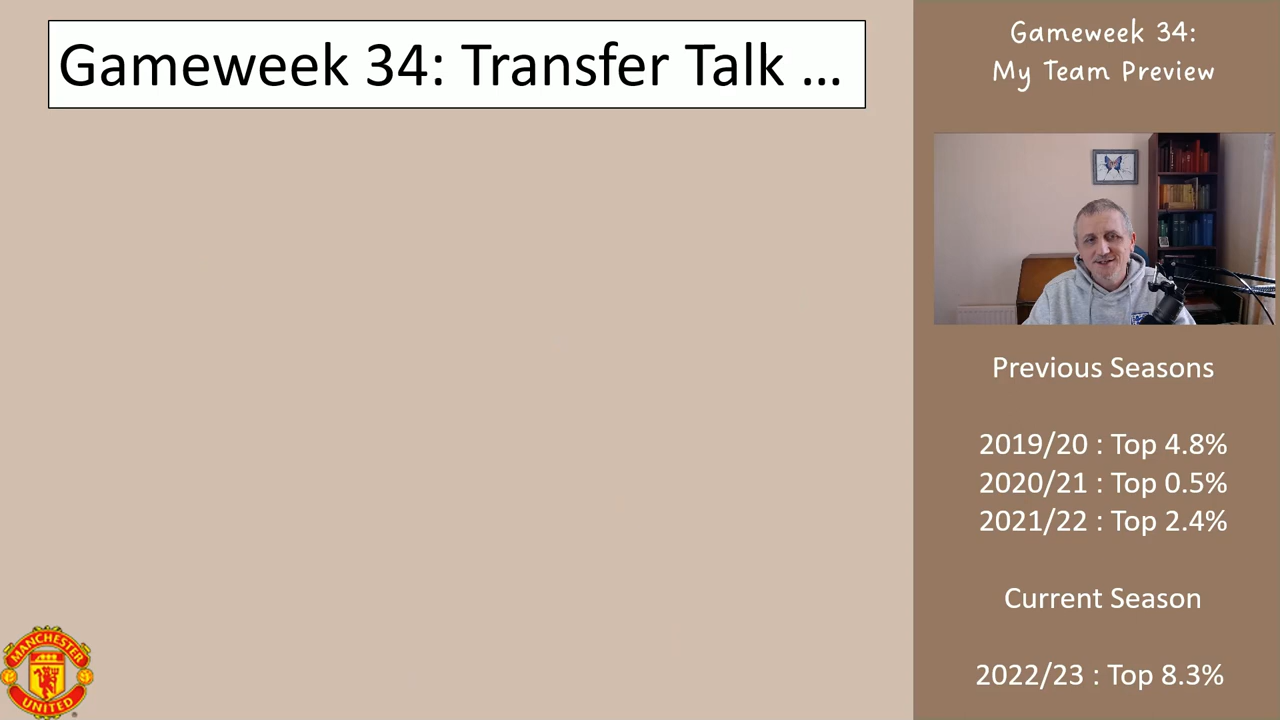 Gameweek 34: Transfer Talk ...
Gameweek 34:
My Team Preview
Previous Seasons
2019/20 : Top 4.8%
2020/21 : Top 0.5%
2021/22 : Top 2.4%
Current Season
2022/23 : Top 8.3%
MANCHESTER
UNITED